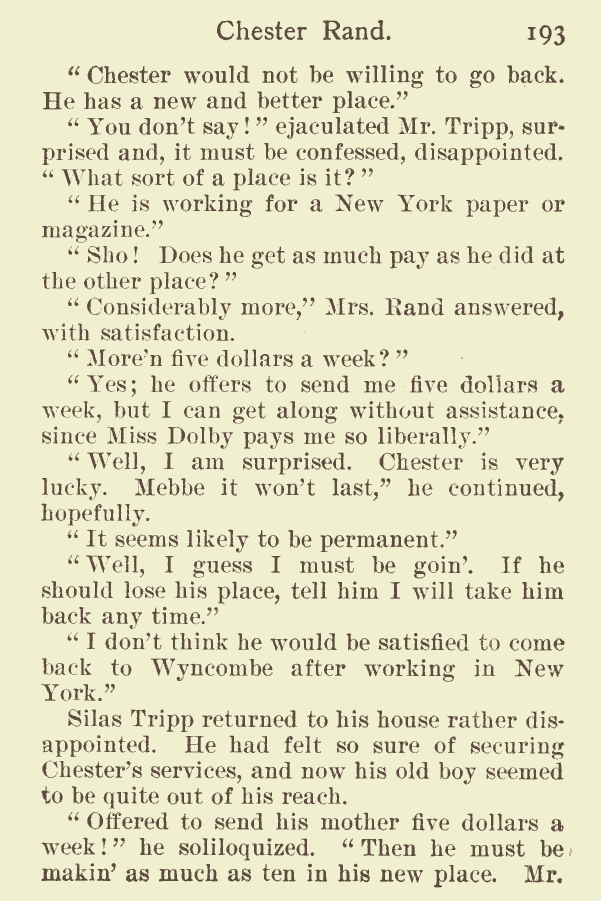 Chester Rand. 193
“ Chester would not be willing to go back.
He has a new and better place.”
“ You don’t say! ” ejaculated Mr. Tripp, sur-
prised and, it must be confessed, disappointed.
“ What sort of a place is it? ”
“ He is working for a New York paper or
magazine.”
“ Sho! Does he get as much pay as he did at
the other place? ”
“ Considerably more,” Mrs. Rand answered,
with satisfaction.
“ More’n five dollars a week? ”
“ Yes; he offers to send me five dollars a
week, but I can get along without assistance,
since Miss Dolby pays me so liberally.”
“ Well, I am surprised. Chester is very
lucky. Mebbe it won’t last,” he continued,
hopefully.
“ It seems likely to be permanent.”
“ Well, I guess I must be goin’. If he
should lose his place, tell him I will take him
back any time.”
“ I don’t think he would be satisfied to come
back to Wyncombe after working in New
York.”
Silas Tripp returned to his house rather dis-
appointed. He had felt so sure of securing
Chester’s services, and now his old boy seemed
to be quite out of his reach.
“ Offered to send his mother five dollars a
week! ” he soliloquized. “ Then he must be
makin’ as much as ten in his new place. Mr.